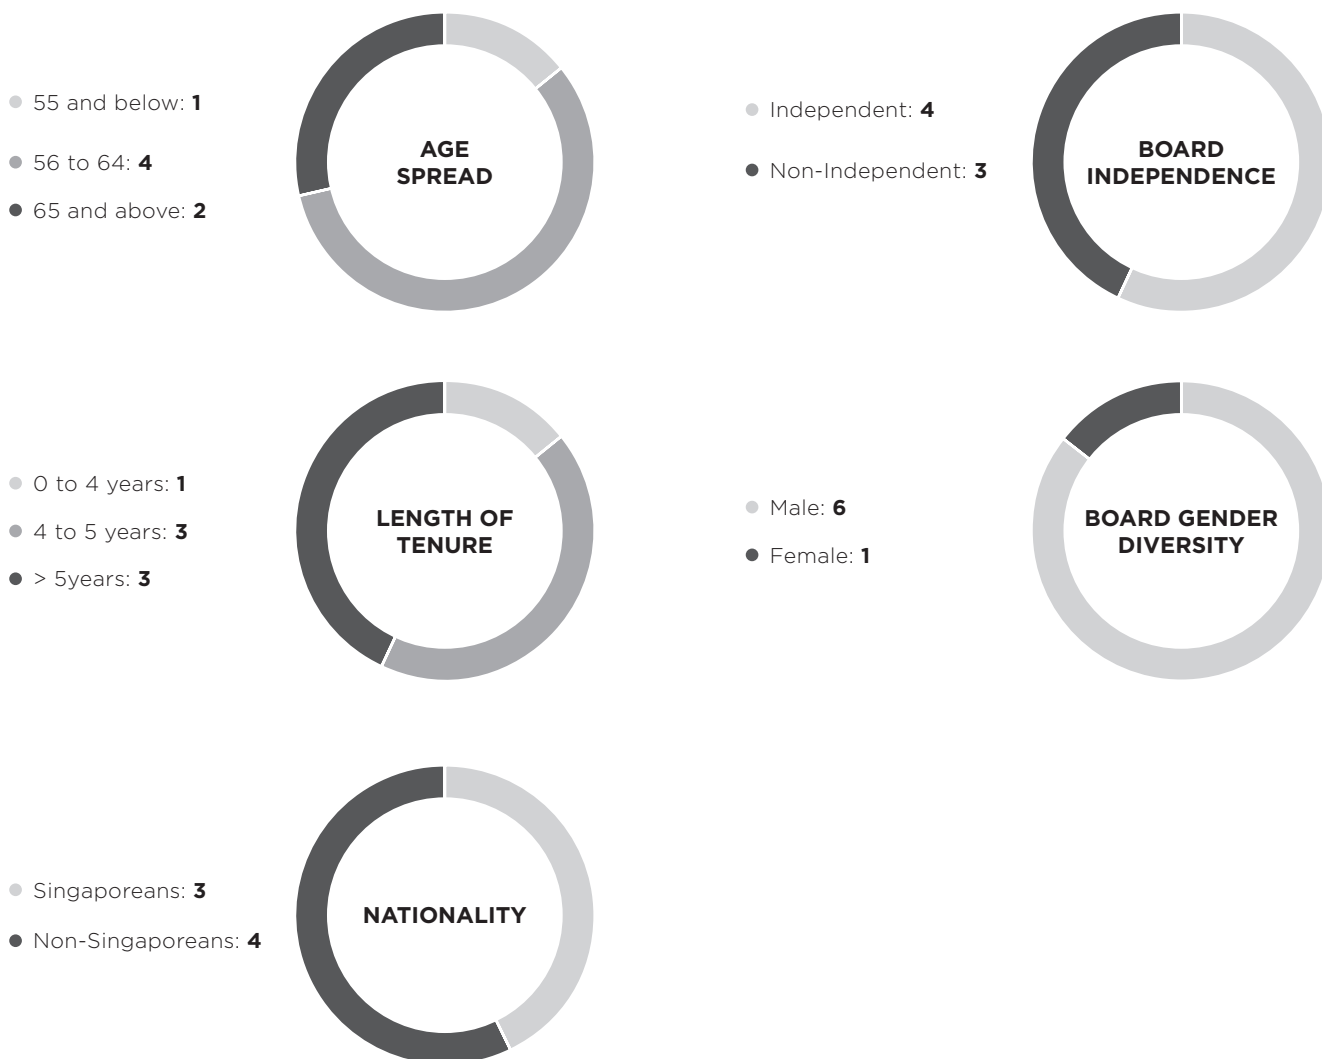 55 and below: 1
56 to 64: 4
65 and above: 2
AGE
SPREAD
Independent: 4
Non-Independent: 3
BOARD
INDEPENDENCE
0 to 4 years: 1
4 to 5 years: 3
> 5years: 3
LENGTH OF
TENURE
Male: 6
Female: 1
BOARD GENDER
DIVERSITY
Singaporeans: 3
Non-Singaporeans: 4
NATIONALITY